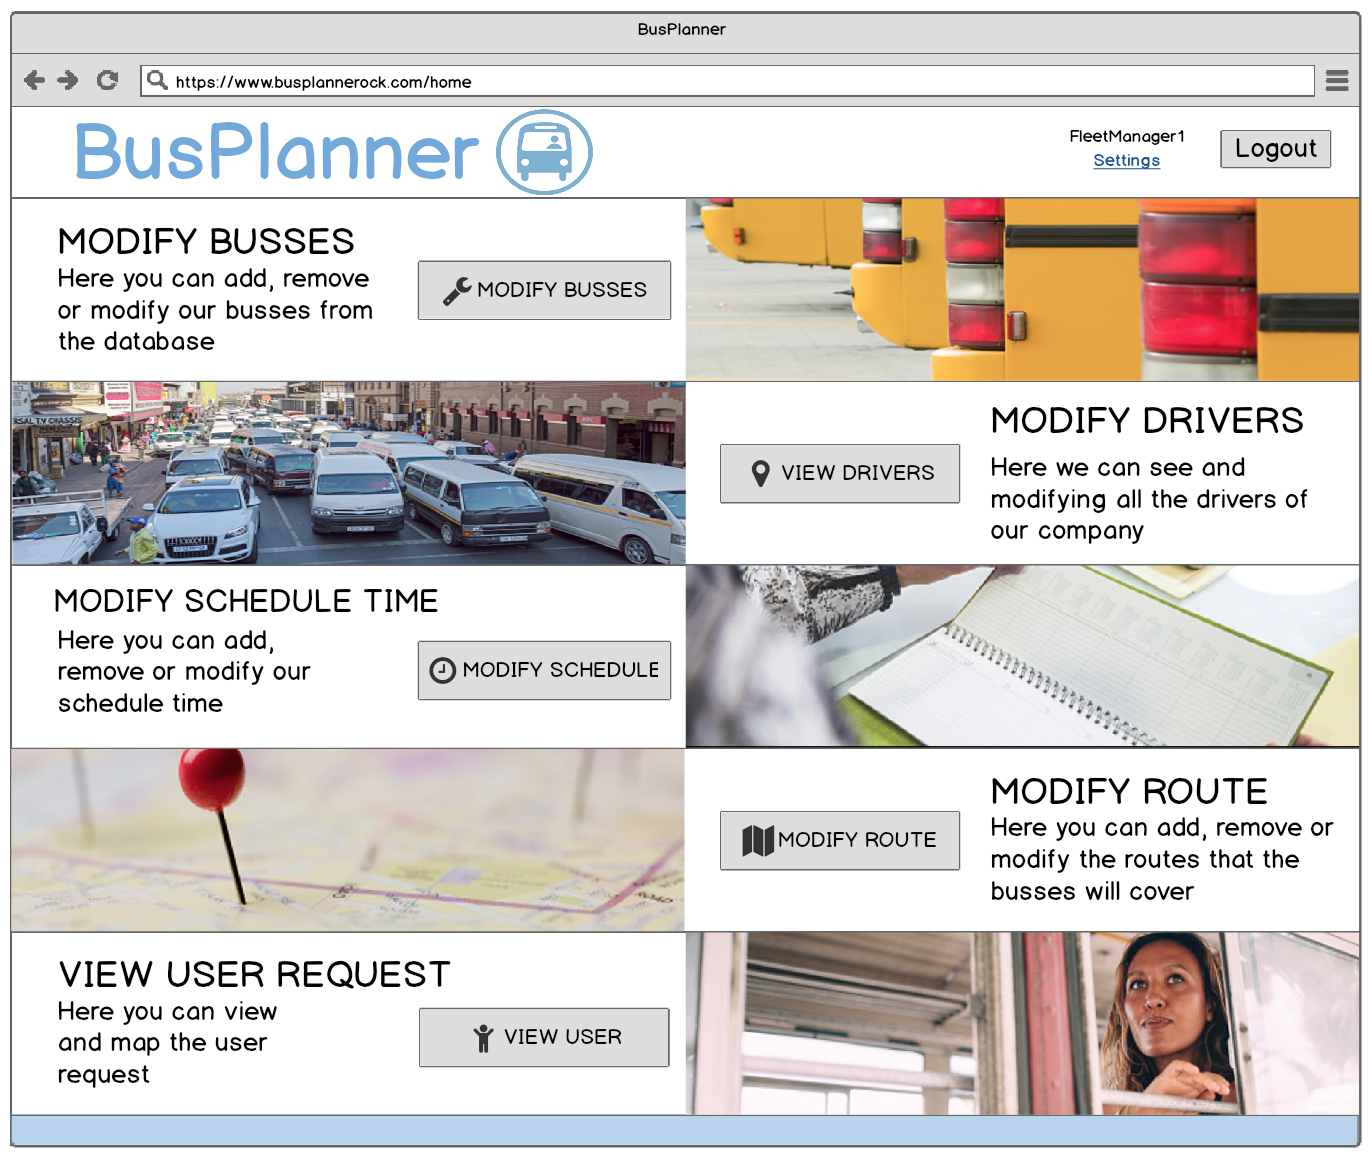 BusPlanner
https://www.busplannerock.com/home
BusPlanner
FleetManager1
Settings
Logout
MODIFY BUSSES
Here you can add, remove
or modify our busses from
the database
MODIFY BUSSES
MODIFY DRIVERS
VIEW DRIVERS
Here we can see and
modifying all the drivers of
our company
MODIFY SCHEDULE TIME
Here you can add,
remove or modify our
schedule time
MODIFY SCHEDULE
MODIFY ROUTE
MODIFY ROUTE
Here you can add, remove or
modify the routes that the
busses will cover
VIEW USER REQUEST
Here you can view
and map the user
request
VIEW USER